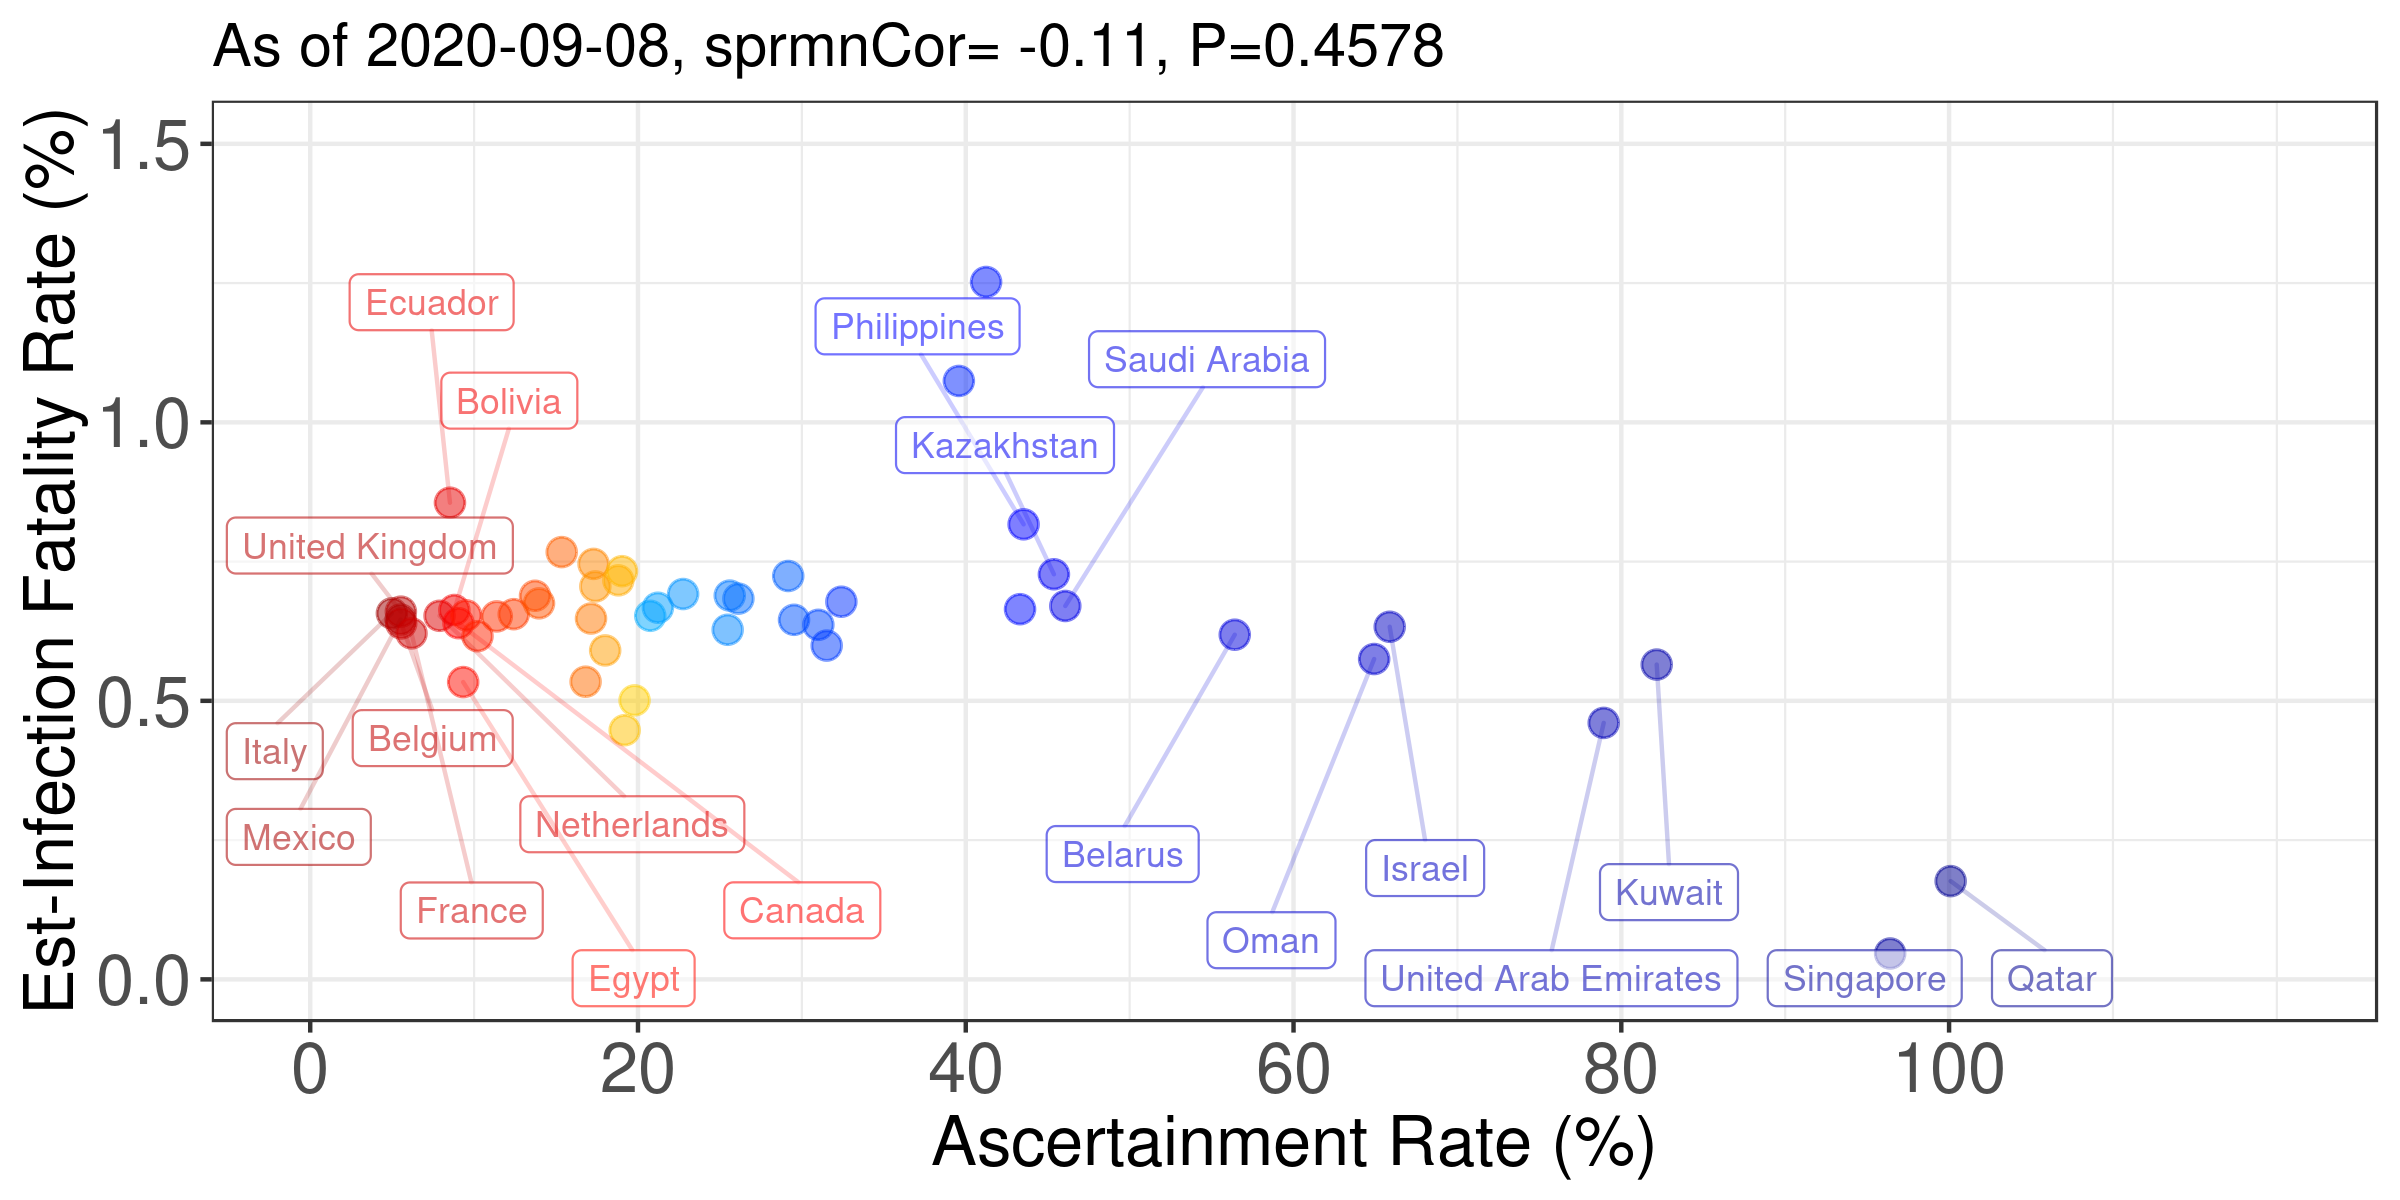 As of 2020-09-08, sprmnCor= -0.11, P=0.4578
Est-Infection Fatality Rate (%)
1.5
1.0
0.5
0.0
Ecuador
Philippines
Saudi Arabia
Bolivia
Kazakhstan
United Kingdom
Belgium
Italy
Netherlands
Mexico
Belarus
Israel
Kuwait
France
Canada
Oman
Egypt
United Arab Emirates
Singapore
Qatar
0 20 40 60 80 100
Ascertainment Rate (%)